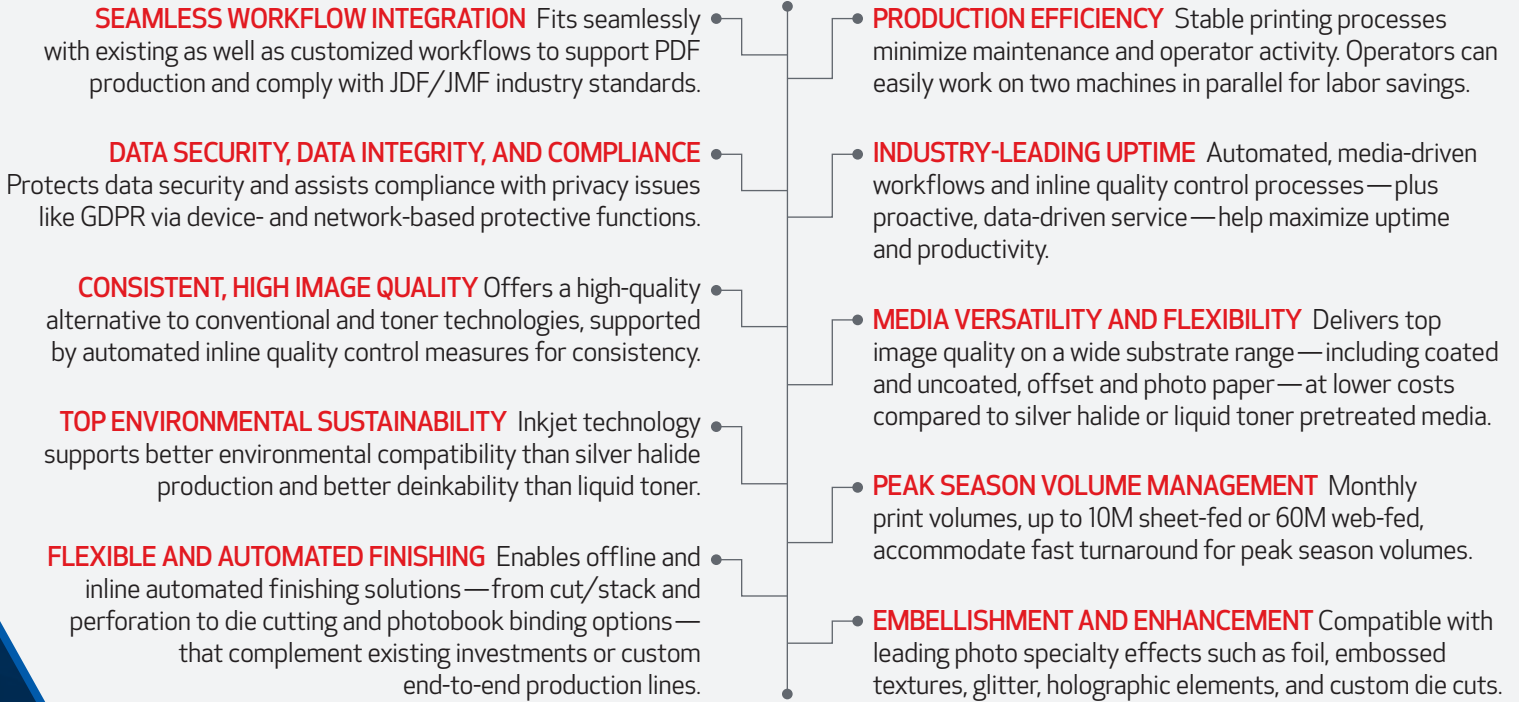 SEAMLESS WORKFLOW INTEGRATION Fits seamlessly
with existing as well as customized workflows to support PDF
production and comply with JDF/JMF industry standards.
DATA SECURITY, DATA INTEGRITY, AND COMPLIANCE
Protects data security and assists compliance with privacy issues
like GDPR via device- and network-based protective functions.
CONSISTENT, HIGH IMAGE QUALITY Offers a high-quality
alternative to conventional and toner technologies, supported
by automated inline quality control measures for consistency.
TOP ENVIRONMENTAL SUSTAINABILITY Inkjet technology
supports better environmental compatibility than silver halide
production and better deinkability than liquid toner.
FLEXIBLE AND AUTOMATED FINISHING Enables offline and
inline automated finishing solutions—from cut/stack and
perforation to die cutting and photobook binding options—
that complement existing investments or custom
end-to-end production lines.
PRODUCTION EFFICIENCY Stable printing processes
minimize maintenance and operator activity. Operators can
easily work on two machines in parallel for labor savings.
INDUSTRY-LEADING UPTIME Automated, media-driven
workflows and inline quality control processes—plus
proactive, data-driven service—help maximize uptime
and productivity.
MEDIA VERSATILITY AND FLEXIBILITY Delivers top
image quality on a wide substrate range—including coated
and uncoated, offset and photo paper—at lower costs
compared to silver halide or liquid toner pretreated media.
PEAK SEASON VOLUME MANAGEMENT Monthly
print volumes, up to 10M sheet-fed or 60M web-fed,
accommodate fast turnaround for peak season volumes.
EMBELLISHMENT AND ENHANCEMENT Compatible with
leading photo specialty effects such as foil, embossed
textures, glitter, holographic elements, and custom die cuts.